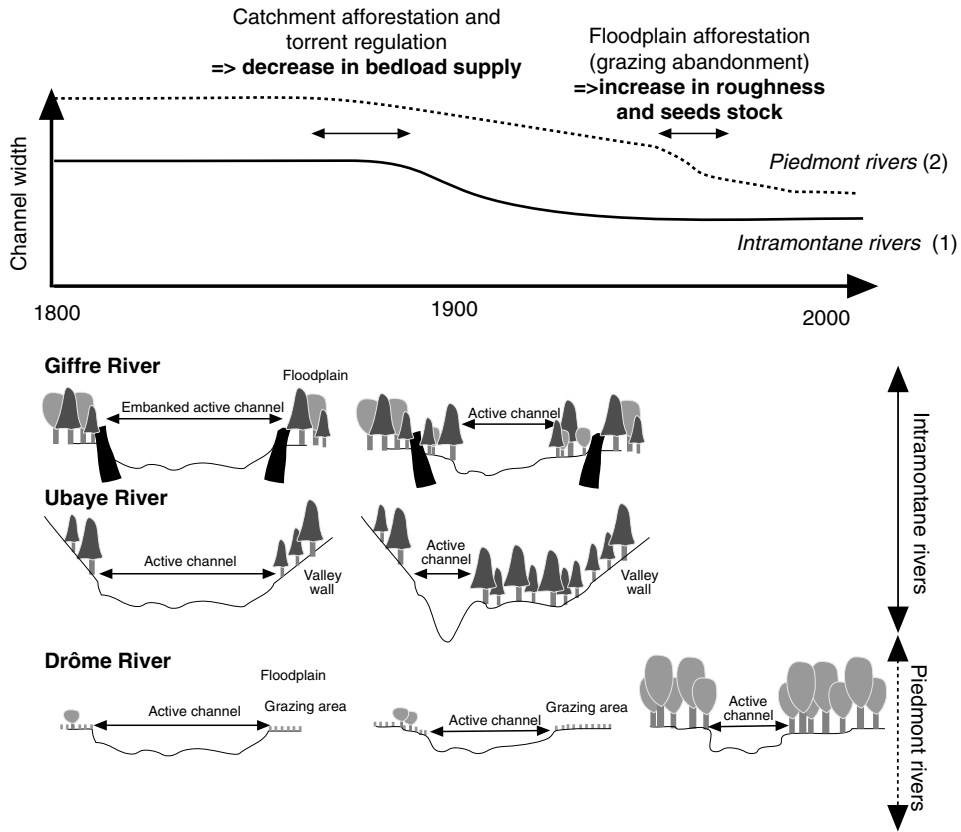 Catchment afforestation and
torrent regulation
=> decrease in bedload supply
Floodplain afforestation
(grazing abandonment)
=>increase in roughness
and seeds stock
Channel width
Piedmont rivers (2)
Intramontane rivers (1)
1800
1900
2000
Giffre River
Floodplain
Embanked active channel
Active channel
Ubaye River
Active channel
Valley
wall
Active
channel
Valley
wall
Intramontane rivers
Drôme River
Floodplain
Active channel
Grazing area
Active channel
Grazing area
Active
channel
Piedmont rivers